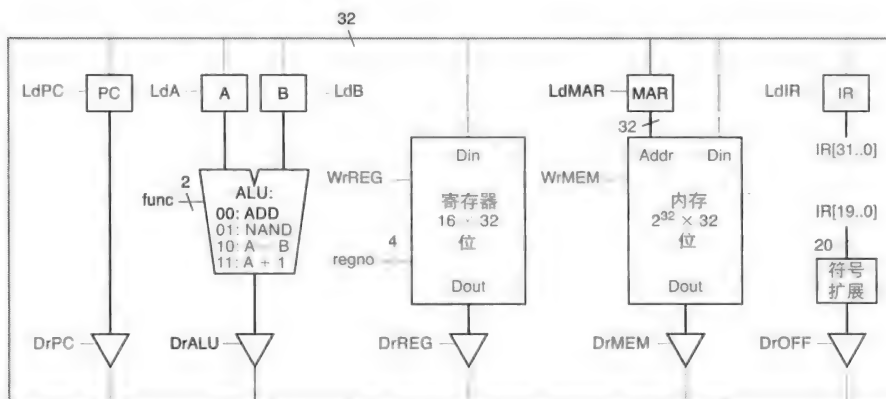 32
LdPC PC LdA A B LdB LdMAR MAR LdIR IR
32
Din Addr Din IR[31..0]
WrREG WrMEM
func 2 ALU:
00: ADD
01: NAND
10: A B
11: A + 1
寄存器
16 · 32
位
regno 4
Dout
内存
2³² × 32
位
Dout
IR[19..0]
20
符号
扩展
DrPC DrALU DrREG DrMEM DrOFF